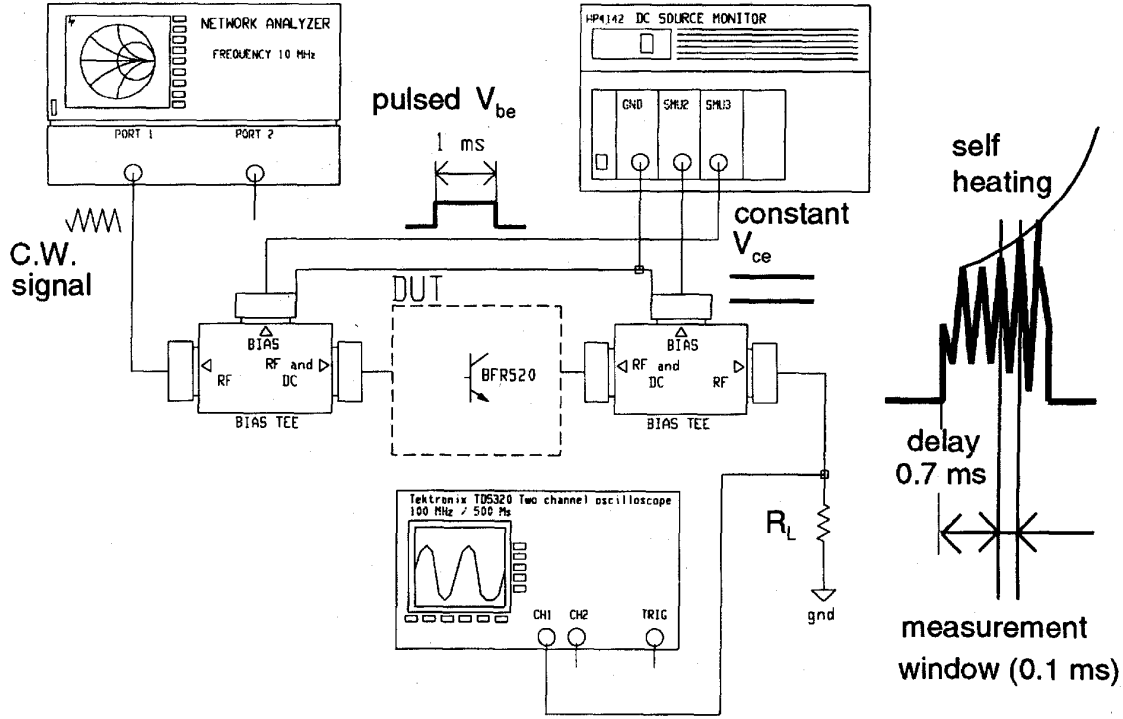 NETWORK ANALYZER
FREQUENCY 10 MHz
PORT 1
PORT 2
pulsed Vbe
1 ms
HP4142 DC SOURCE MONITOR
GND
SMU2
SMU3
self
heating
constant
Vce
C.W.
signal
DUT
BIAS
RF
RF and
DC
BIAS TEE
BFR520
BIAS
RF and
DC
RF
BIAS TEE
delay
0.7 ms
Tektronix TDS320 Two channel oscilloscope
100 MHz / 500 Ms
CH1
CH2
TRIG
RL
gnd
measurement
window (0.1 ms)